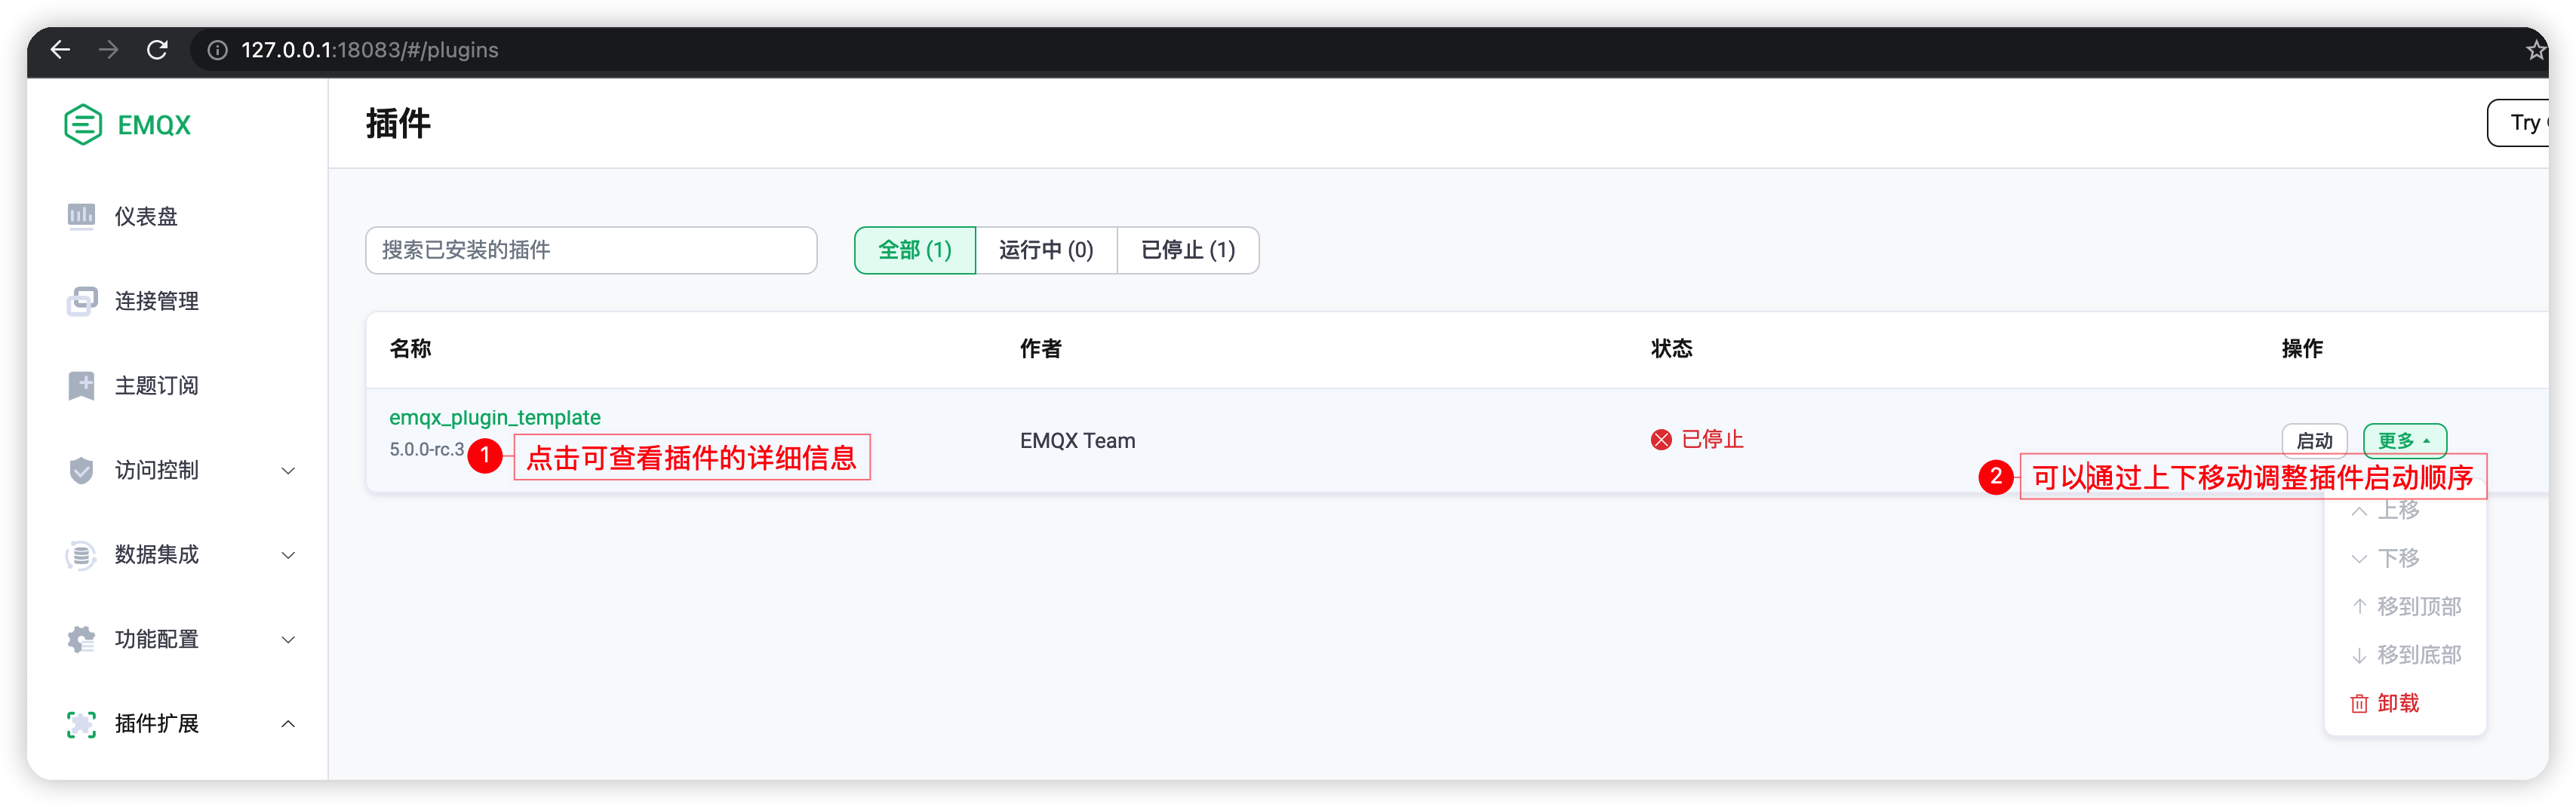 127.0.0.1:18083/#/plugins
EMQX
插件
Try
仪表盘
搜索已安装的插件
全部 (1)
运行中 (0)
已停止 (1)
连接管理
名称
作者
状态
操作
主题订阅
emqx_plugin_template
5.0.0-rc.3
1 点击可查看插件的详细信息
EMQX Team
已停止
启动
更多
2 可以通过上下移动调整插件启动顺序
访问控制
上移
下移
数据集成
移到顶部
功能配置
移到底部
卸载
插件扩展